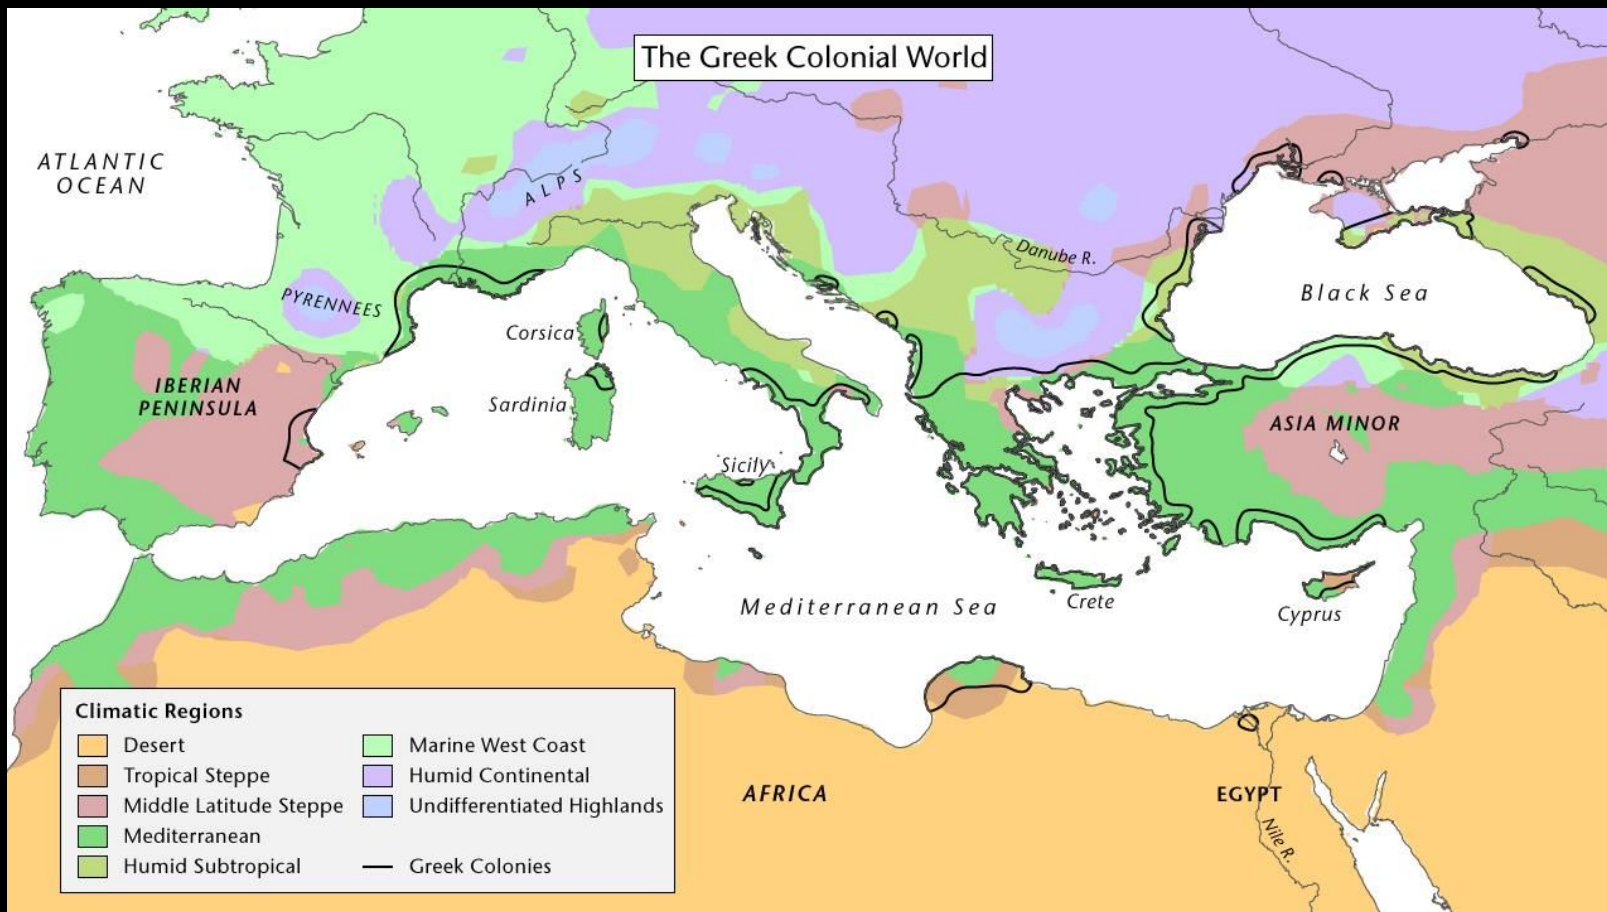 The Greek Colonial World
ATLANTIC
OCEAN
ALPS
Danube R.
PYRENNEES
Black Sea
Corsica
IBERIAN
PENINSULA
Sardinia
ASIA MINOR
Sicily
Mediterranean Sea
Crete
Cyprus
Climatic Regions
Desert
Tropical Steppe
Middle Latitude Steppe
Mediterranean
Humid Subtropical
Marine West Coast
Humid Continental
Undifferentiated Highlands
Greek Colonies
AFRICA
EGYPT
Nile R.